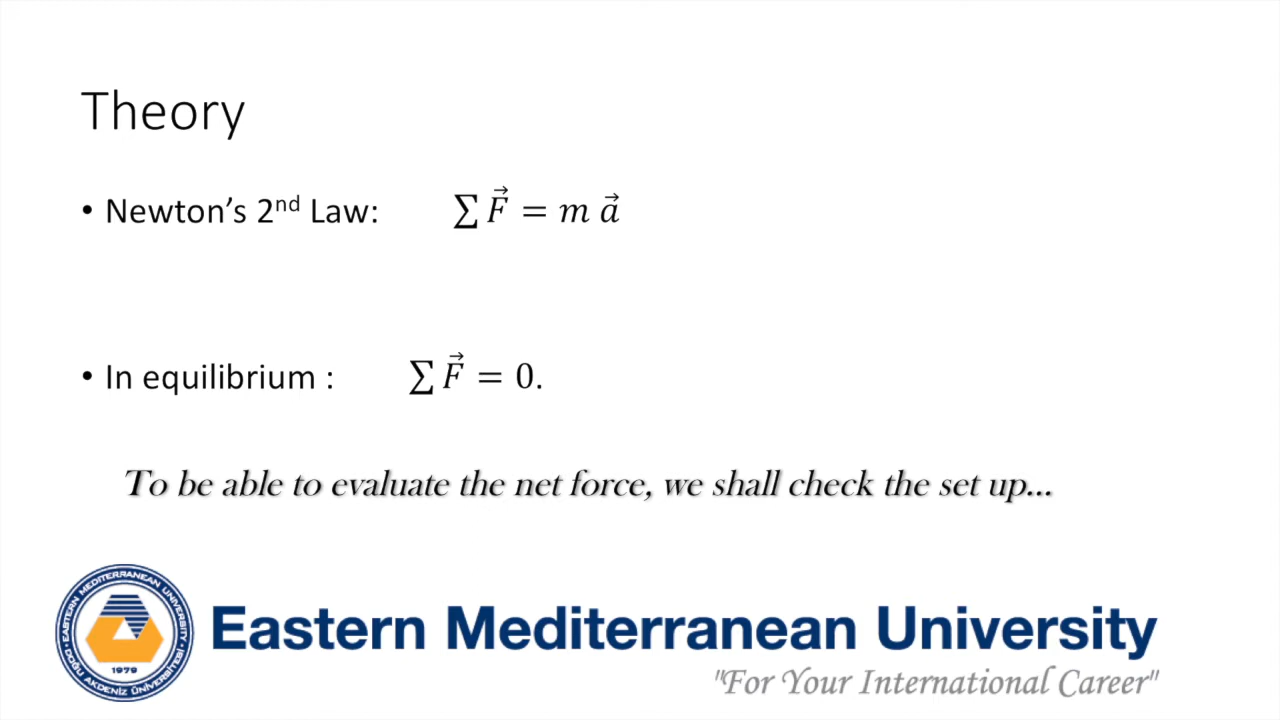 Theory
• Newton’s 2nd Law: ∑ F⃗ = m a⃗
• In equilibrium : ∑ F⃗ = 0.
To be able to evaluate the net force, we shall check the set up...
EASTERN MEDITERRANEAN UNIVERSITY
1979
DOĞU AKDENİZ ÜNİVERSİTESİ
Eastern Mediterranean University
"For Your International Career"